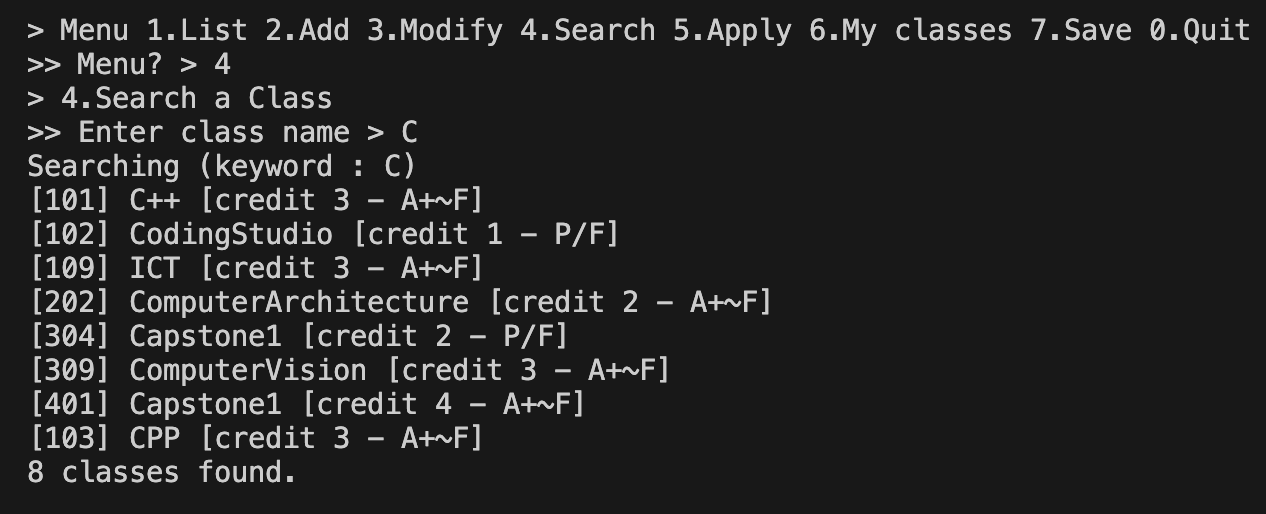 > Menu 1.List 2.Add 3.Modify 4.Search 5.Apply 6.My classes 7.Save 0.Quit
>> Menu? > 4
> 4.Search a Class
>> Enter class name > C
Searching (keyword : C)
[101] C++ [credit 3 - A+~F]
[102] CodingStudio [credit 1 - P/F]
[109] ICT [credit 3 - A+~F]
[202] ComputerArchitecture [credit 2 - A+~F]
[304] Capstone1 [credit 2 - P/F]
[309] ComputerVision [credit 3 - A+~F]
[401] Capstone1 [credit 4 - A+~F]
[103] CPP [credit 3 - A+~F]
8 classes found.